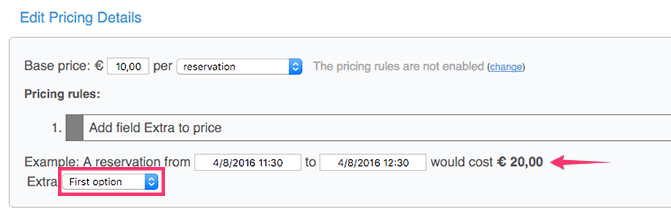 Edit Pricing Details
Base price: € 10,00 per reservation The pricing rules are not enabled (change)
Pricing rules:
1. Add field Extra to price
Example: A reservation from 4/8/2016 11:30 to 4/8/2016 12:30 would cost € 20,00
Extra First option